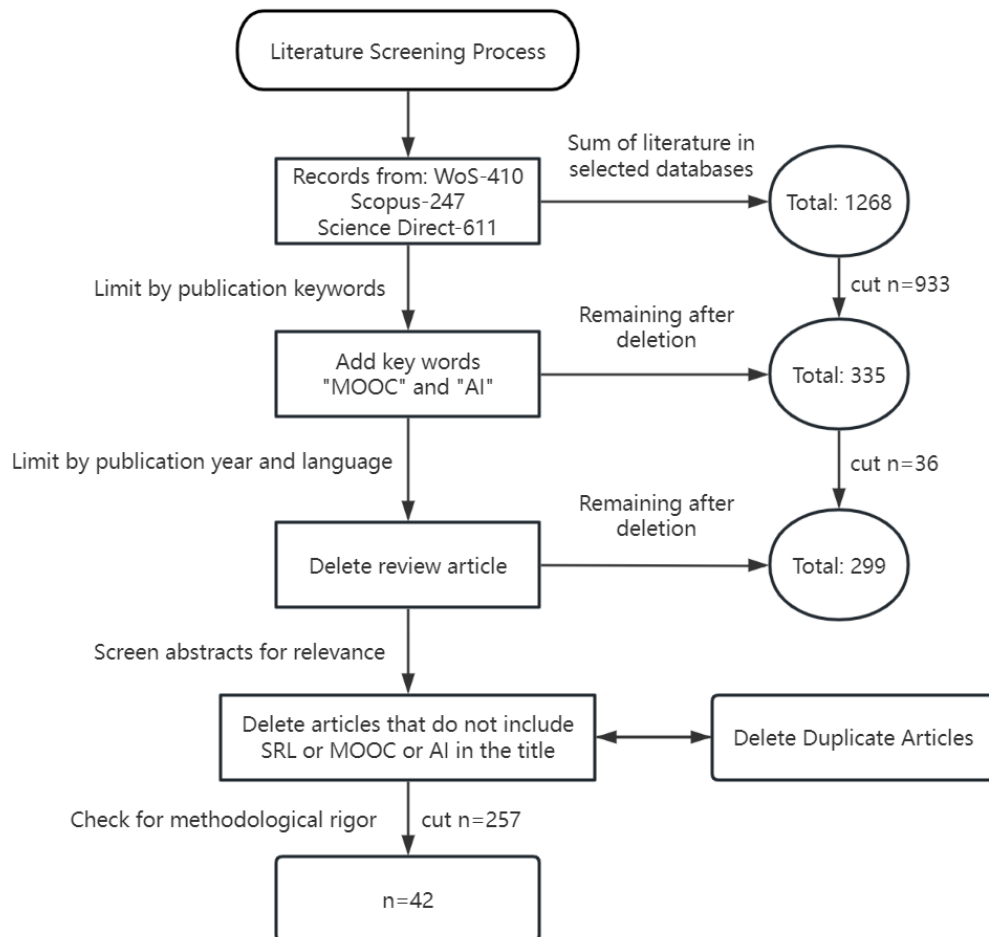 Literature Screening Process
Sum of literature in
selected databases
Records from: WoS-410
Scopus-247
Science Direct-611
Total: 1268
Limit by publication keywords
cut n=933
Remaining after
deletion
Add key words
"MOOC" and "AI"
Total: 335
Limit by publication year and language
cut n=36
Remaining after
deletion
Delete review article
Total: 299
Screen abstracts for relevance
Delete articles that do not include
SRL or MOOC or AI in the title
Delete Duplicate Articles
Check for methodological rigor
cut n=257
n=42